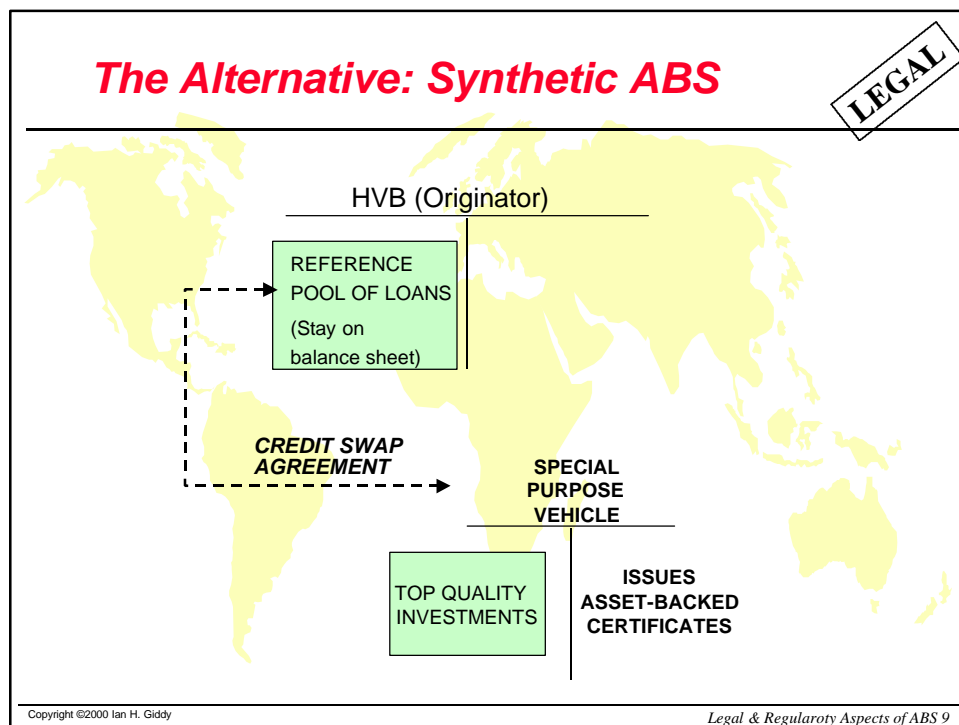 The Alternative: Synthetic ABS
LEGAL
HVB (Originator)
REFERENCE
POOL OF LOANS
(Stay on
balance sheet)
CREDIT SWAP
AGREEMENT
SPECIAL
PURPOSE
VEHICLE
TOP QUALITY
INVESTMENTS
ISSUES
ASSET-BACKED
CERTIFICATES
Copyright ©2000 Ian H. Giddy
Legal & Regularoty Aspects of ABS 9